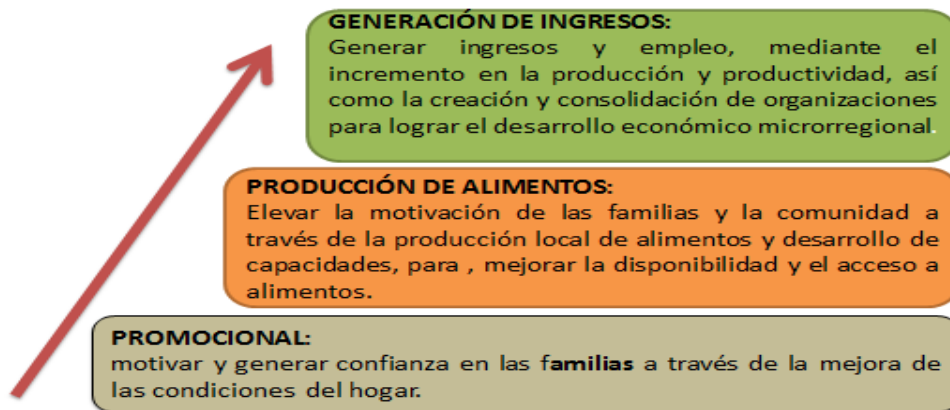 GENERACIÓN DE INGRESOS:
Generar ingresos y empleo, mediante el
incremento en la producción y productividad, así
como la creación y consolidación de organizaciones
para lograr el desarrollo económico microrregional.
PRODUCCIÓN DE ALIMENTOS:
Elevar la motivación de las familias y la comunidad a
través de la producción local de alimentos y desarrollo de
capacidades, para , mejorar la disponibilidad y el acceso a
alimentos.
PROMOCIONAL:
motivar y generar confianza en las familias a través de la mejora de
las condiciones del hogar.